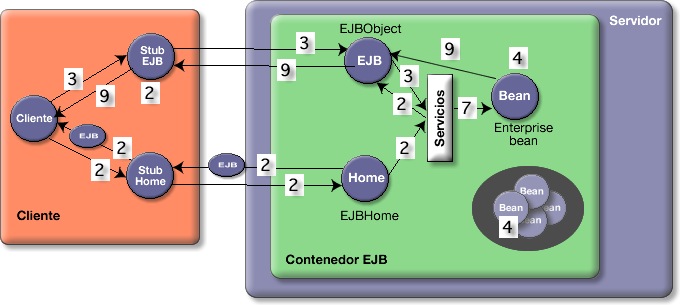 Servidor
EJBObject
Stub
EJB
3
3
9
4
EJB
9
3
3
9
2
2
7
Bean
Servicios
Cliente
EJB
2
Enterprise
bean
2
2
EJB
2
Stub
Home
2
Home
Bean
Bean
Bean
4
Bean
Cliente
EJBHome
Contenedor EJB